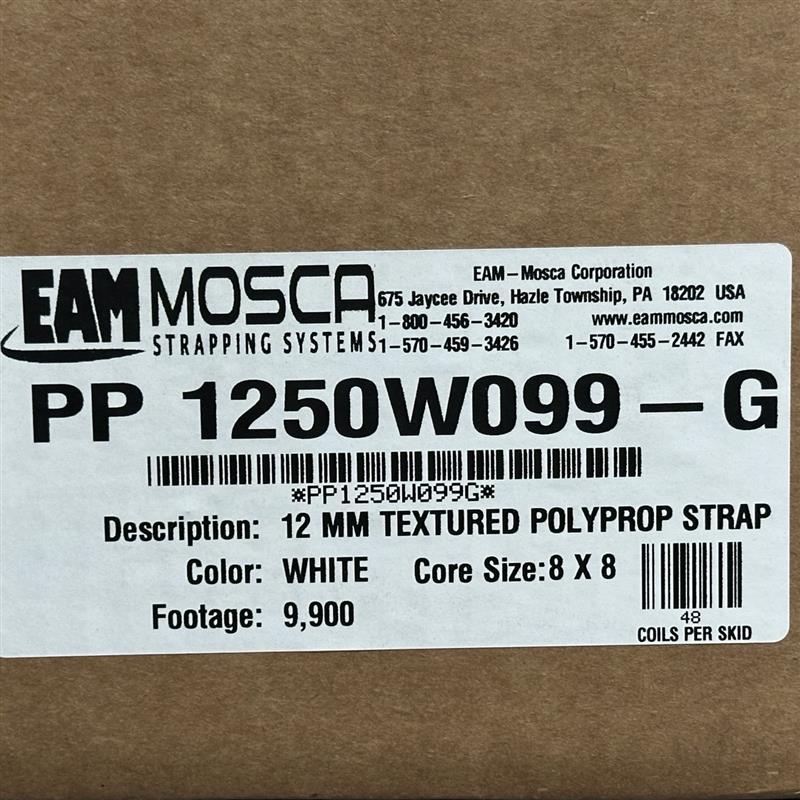 EAM MOSCA
STRAPPING SYSTEMS
EAM-Mosca Corporation
675 Jaycee Drive, Hazle Township, PA 18202 USA
1-800-456-3420 www.eammosca.com
1-570-459-3426 1-570-455-2442 FAX
PP 1250W099-G
*PP1250W099G*
Description: 12 MM TEXTURED POLYPROP STRAP
Color: WHITE Core Size: 8 X 8
Footage: 9,900
48
COILS PER SKID